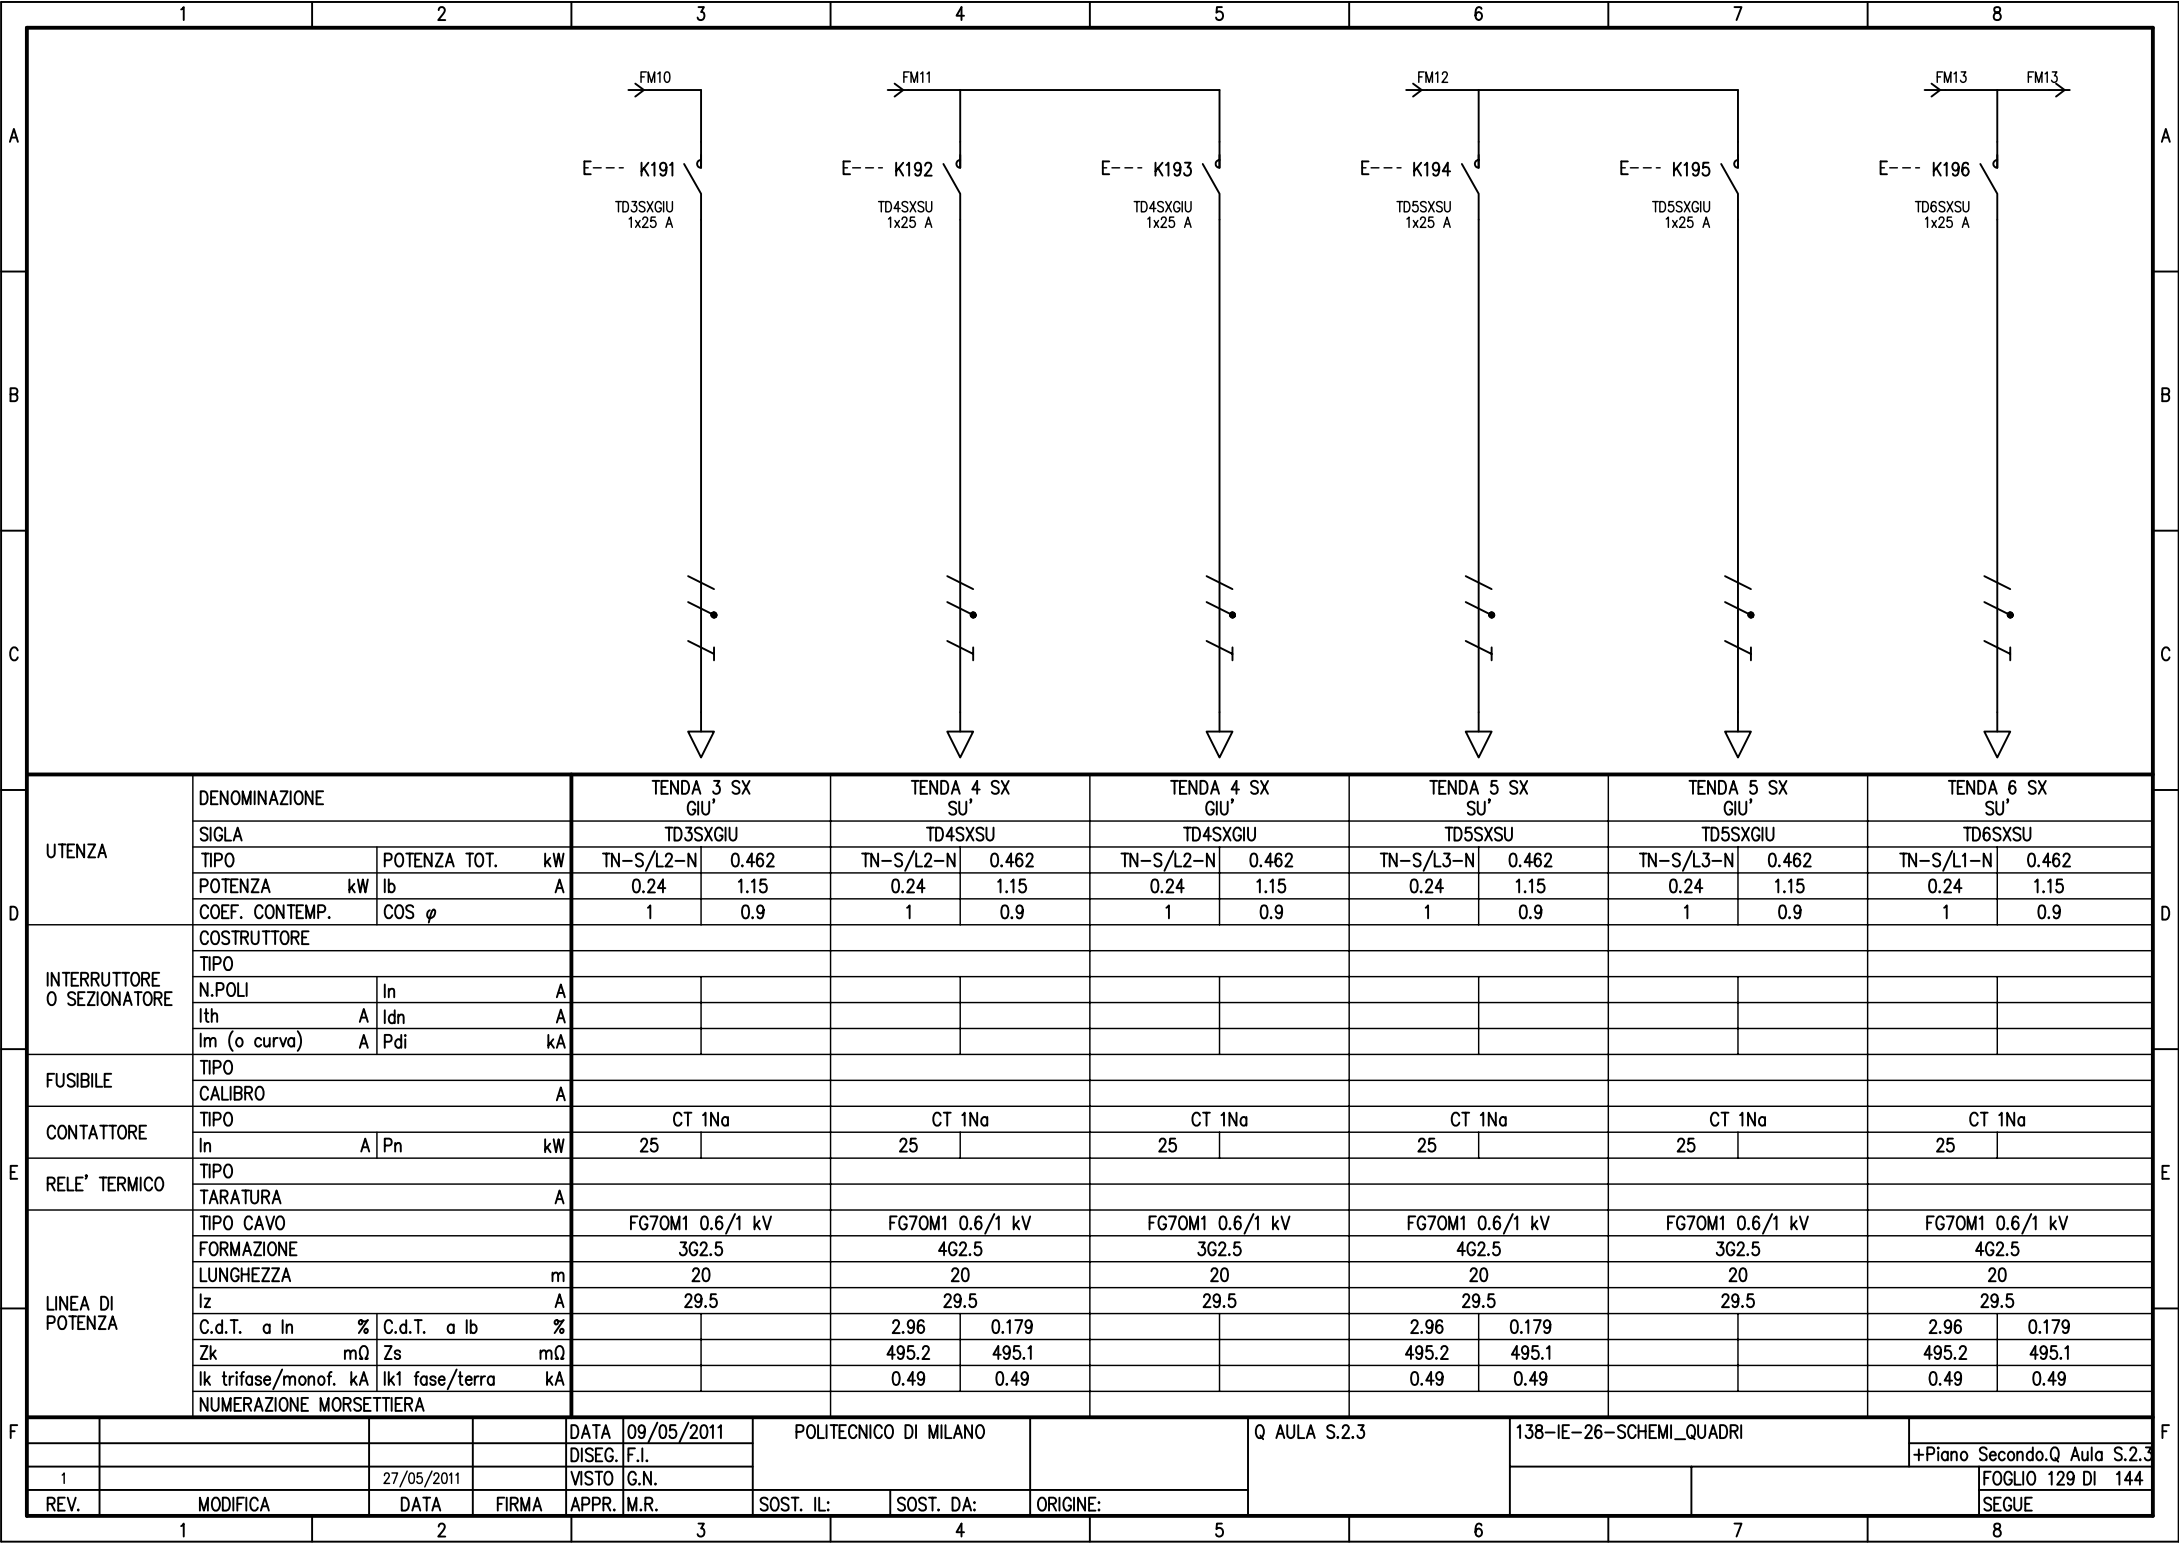 1 2 3 4 5 6 7 8
FM10 FM11 FM12 FM13 FM13
A A
E--- K191 E--- K192 E--- K193 E--- K194 E--- K195 E--- K196
TD3SXGIU TD4SXSU TD4SXGIU TD5SXSU TD5SXGIU TD6SXSU
1x25 A 1x25 A 1x25 A 1x25 A 1x25 A 1x25 A
B B
C C
UTENZA
DENOMINAZIONE TENDA 3 SX TENDA 4 SX TENDA 4 SX TENDA 5 SX TENDA 5 SX TENDA 6 SX
GIU' SU' GIU' SU' GIU' SU'
SIGLA TD3SXGIU TD4SXSU TD4SXGIU TD5SXSU TD5SXGIU TD6SXSU
TIPO POTENZA TOT. kW TN-S/L2-N 0.462 TN-S/L2-N 0.462 TN-S/L2-N 0.462 TN-S/L3-N 0.462 TN-S/L3-N 0.462 TN-S/L1-N 0.462
POTENZA kW Ib A 0.24 1.15 0.24 1.15 0.24 1.15 0.24 1.15 0.24 1.15 0.24 1.15
D COEF. CONTEMP. COS φ 1 0.9 1 0.9 1 0.9 1 0.9 1 0.9 1 0.9 D
INTERRUTTORE
O SEZIONATORE
COSTRUTTORE
TIPO
N.POLI In A
Ith A Idn A
Im (o curva) A Pdi kA
FUSIBILE
TIPO
CALIBRO A
CONTATTORE
TIPO CT 1Na CT 1Na CT 1Na CT 1Na CT 1Na CT 1Na
In A Pn kW 25 25 25 25 25 25
E E
RELE' TERMICO
TIPO
TARATURA A
LINEA DI
POTENZA
TIPO CAVO FG7OM1 0.6/1 kV FG7OM1 0.6/1 kV FG7OM1 0.6/1 kV FG7OM1 0.6/1 kV FG7OM1 0.6/1 kV FG7OM1 0.6/1 kV
FORMAZIONE 3G2.5 4G2.5 3G2.5 4G2.5 3G2.5 4G2.5
LUNGHEZZA m 20 20 20 20 20 20
Iz A 29.5 29.5 29.5 29.5 29.5 29.5
C.d.T. a In % C.d.T. a Ib % 2.96 0.179 2.96 0.179 2.96 0.179
Zk mΩ Zs mΩ 495.2 495.1 495.2 495.1 495.2 495.1
Ik trifase/monof. kA Ik1 fase/terra kA 0.49 0.49 0.49 0.49 0.49 0.49
NUMERAZIONE MORSETTIERA
F DATA 09/05/2011 POLITECNICO DI MILANO Q AULA S.2.3 138-IE-26-SCHEMI_QUADRI F
DISEG. F.I. +Piano Secondo.Q Aula S.2.3
1 27/05/2011 VISTO G.N. FOGLIO 129 DI 144
REV. MODIFICA DATA FIRMA APPR. M.R. SOST. IL: SOST. DA: ORIGINE: SEGUE
1 2 3 4 5 6 7 8